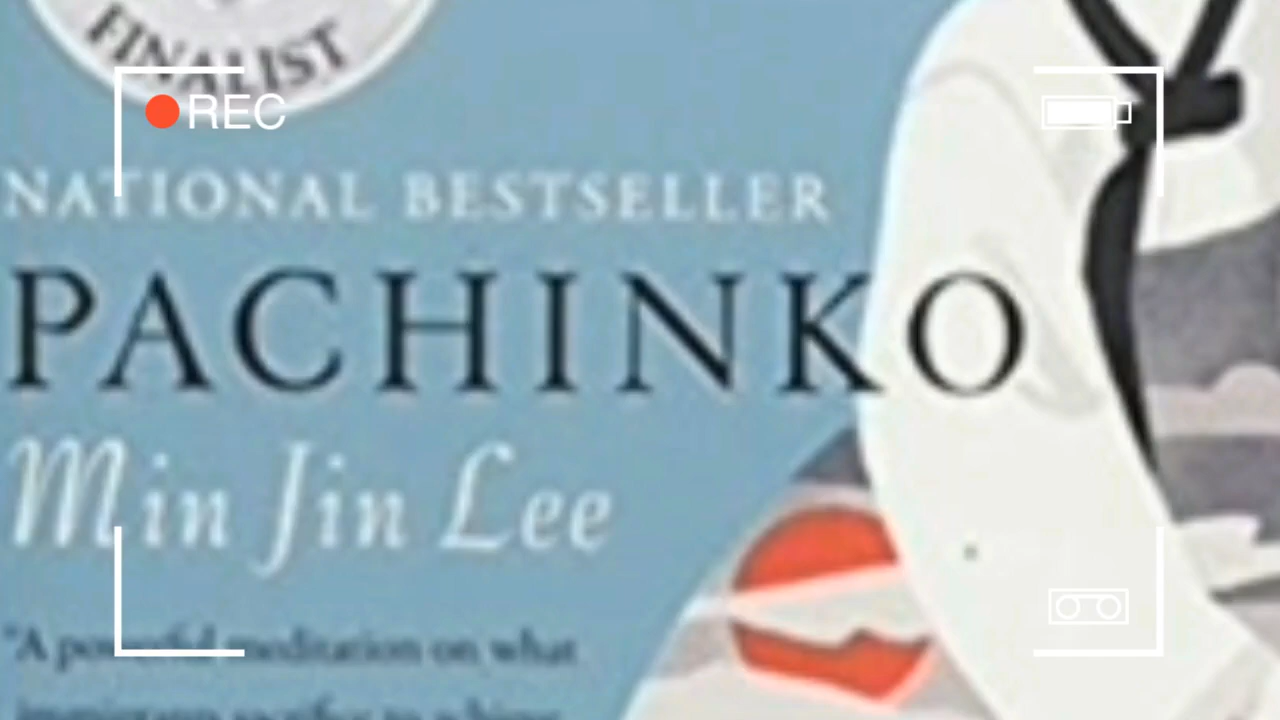 FINALIST
REC
NATIONAL BESTSELLER
PACHINKO
Min Jin Lee
"A powerful meditation on what